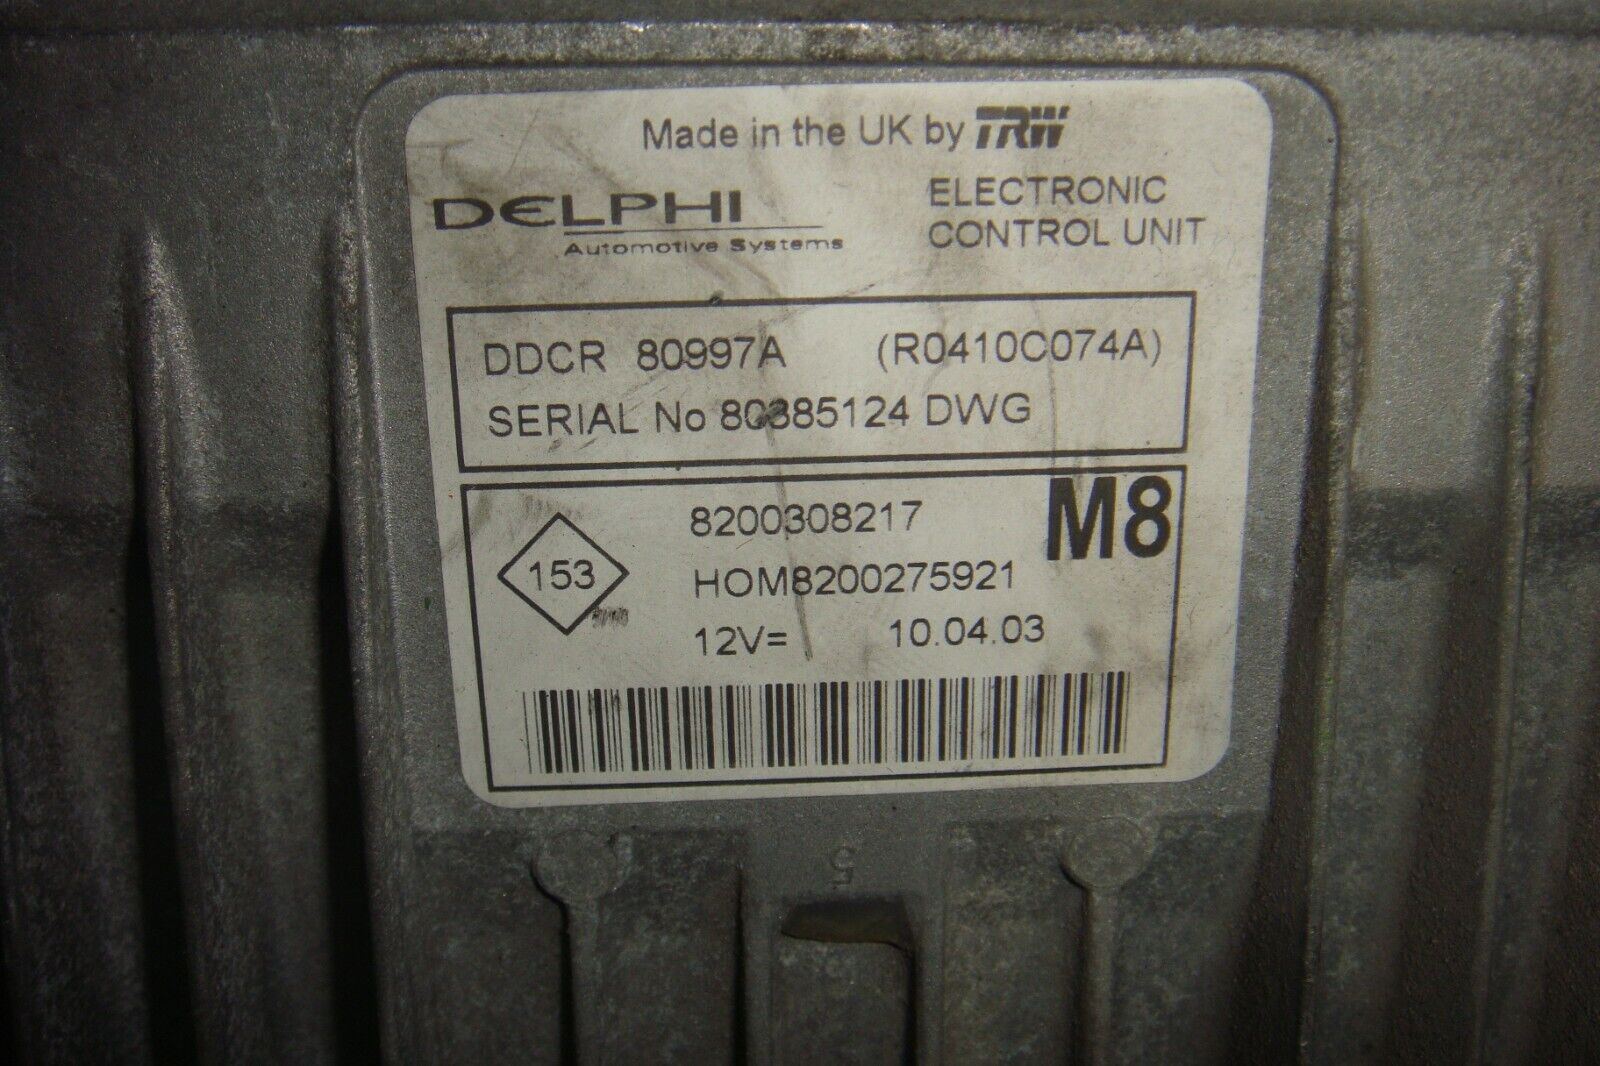 Made in the UK by TRW
DELPHI
Automotive Systems
ELECTRONIC
CONTROL UNIT
DDCR 80997A (R0410C074A)
SERIAL No 80385124 DWG
M8
8200308217
153
HOM8200275921
12V= 10.04.03
5